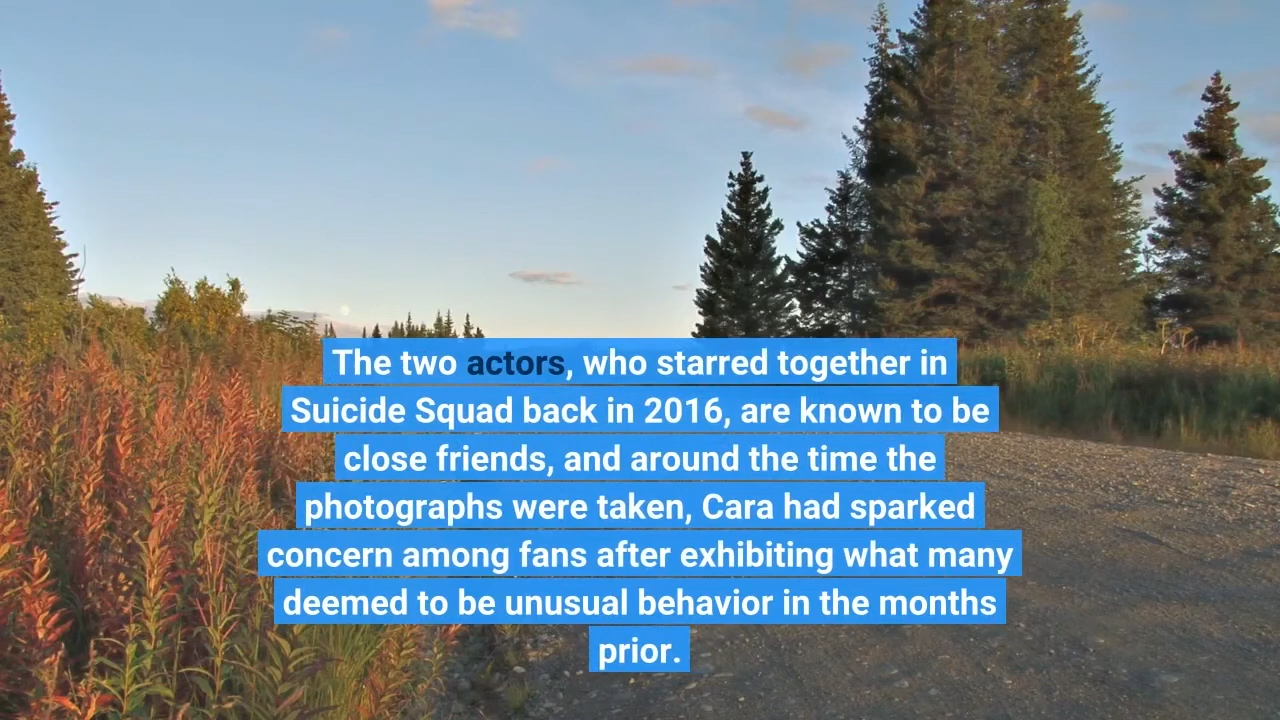 The two actors, who starred together in
Suicide Squad back in 2016, are known to be
close friends, and around the time the
photographs were taken, Cara had sparked
concern among fans after exhibiting what many
deemed to be unusual behavior in the months
prior.